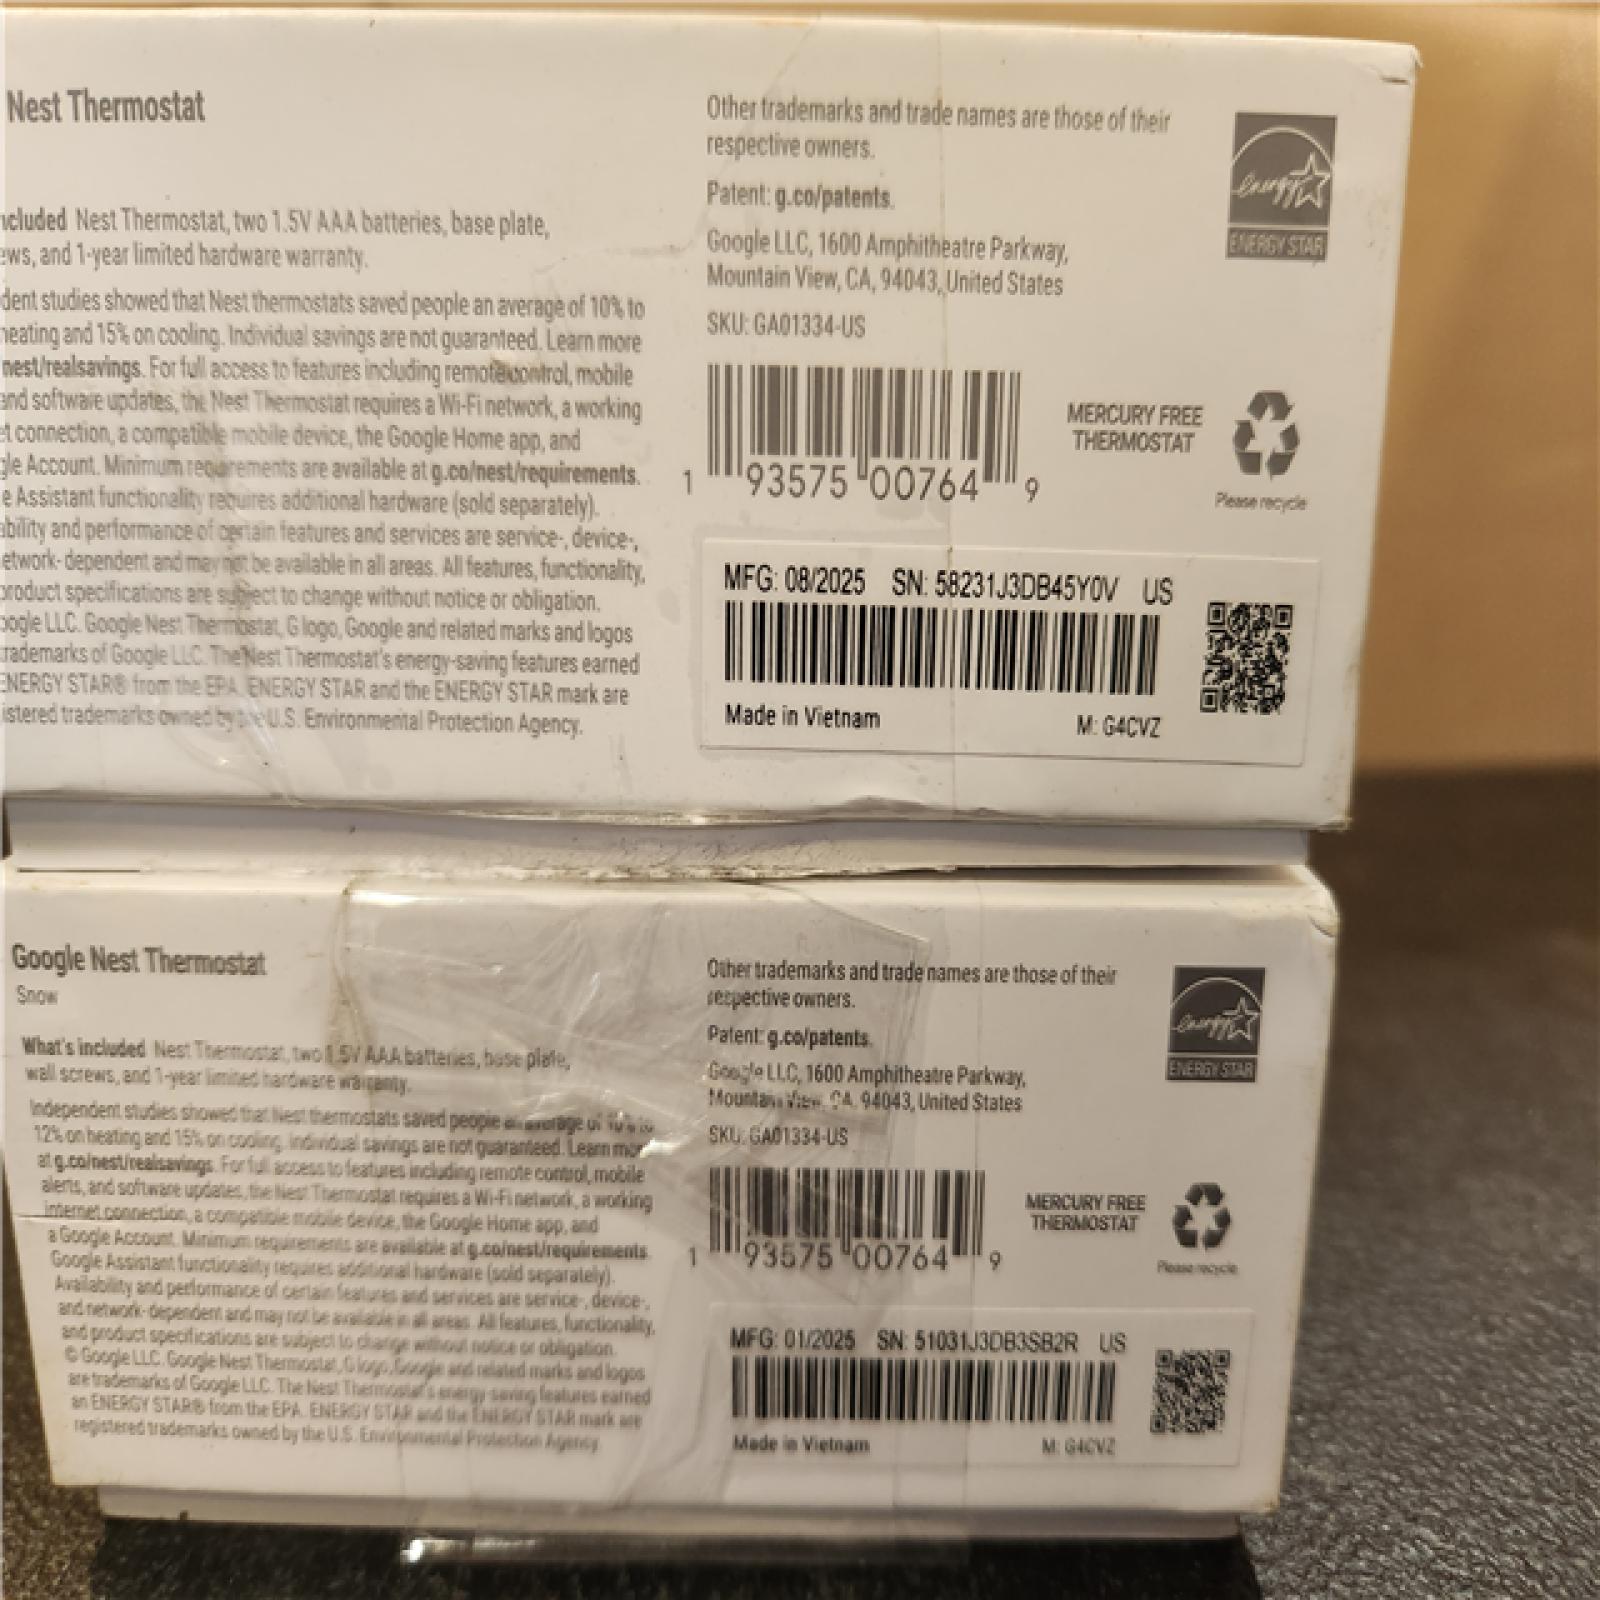 Nest Thermostat
ncluded Nest Thermostat, two 1.5V AAA batteries, base plate,
ews, and 1-year limited hardware warranty.
dent studies showed that Nest thermostats saved people an average of 10% to
heating and 15% on cooling. Individual savings are not guaranteed. Learn more
nest/realsavings. For full access to features including remote control, mobile
and software updates, the Nest Thermostat requires a Wi-Fi network, a working
et connection, a compatible mobile device, the Google Home app, and
gle Account. Minimum requirements are available at g.co/nest/requirements.
e Assistant functionality requires additional hardware (sold separately).
ability and performance of certain features and services are service-, device-,
etwork-dependent and may not be available in all areas. All features, functionality,
product specifications are subject to change without notice or obligation.
oogle LLC. Google Nest Thermostat, G logo, Google and related marks and logos
trademarks of Google LLC. The Nest Thermostat's energy-saving features earned
ENERGY STAR® from the EPA. ENERGY STAR and the ENERGY STAR mark are
istered trademarks owned by the U.S. Environmental Protection Agency.
Other trademarks and trade names are those of their
respective owners.
Patent: g.co/patents.
Google LLC, 1600 Amphitheatre Parkway,
Mountain View, CA, 94043, United States
SKU: GA01334-US
1 93575 00764 9
MERCURY FREE
THERMOSTAT
energy
ENERGY STAR
Please recycle
MFG: 08/2025 SN: 58231J3DB45Y0V US
Made in Vietnam M: G4CVZ
Google Nest Thermostat
Snow
What's included Nest Thermostat, two 1.5V AAA batteries, base plate,
wall screws, and 1-year limited hardware warranty.
Independent studies showed that Nest thermostats saved people an average of 10% to
12% on heating and 15% on cooling. Individual savings are not guaranteed. Learn more
at g.co/nest/realsavings. For full access to features including remote control, mobile
alerts, and software updates, the Nest Thermostat requires a Wi-Fi network, a working
internet connection, a compatible mobile device, the Google Home app, and
a Google Account. Minimum requirements are available at g.co/nest/requirements.
Google Assistant functionality requires additional hardware (sold separately).
Availability and performance of certain features and services are service-, device-,
and network-dependent and may not be available in all areas. All features, functionality,
and product specifications are subject to change without notice or obligation.
© Google LLC. Google Nest Thermostat, G logo, Google and related marks and logos
are trademarks of Google LLC. The Nest Thermostat's energy-saving features earned
an ENERGY STAR® from the EPA. ENERGY STAR and the ENERGY STAR mark are
registered trademarks owned by the U.S. Environmental Protection Agency.
Other trademarks and trade names are those of their
respective owners.
Patent: g.co/patents.
Google LLC, 1600 Amphitheatre Parkway,
Mountain View, CA, 94043, United States
SKU: GA01334-US
1 93575 00764 9
MERCURY FREE
THERMOSTAT
energy
ENERGY STAR
Please recycle
MFG: 01/2025 SN: 51031J3DB3SB2R US
Made in Vietnam M: G4CVZ